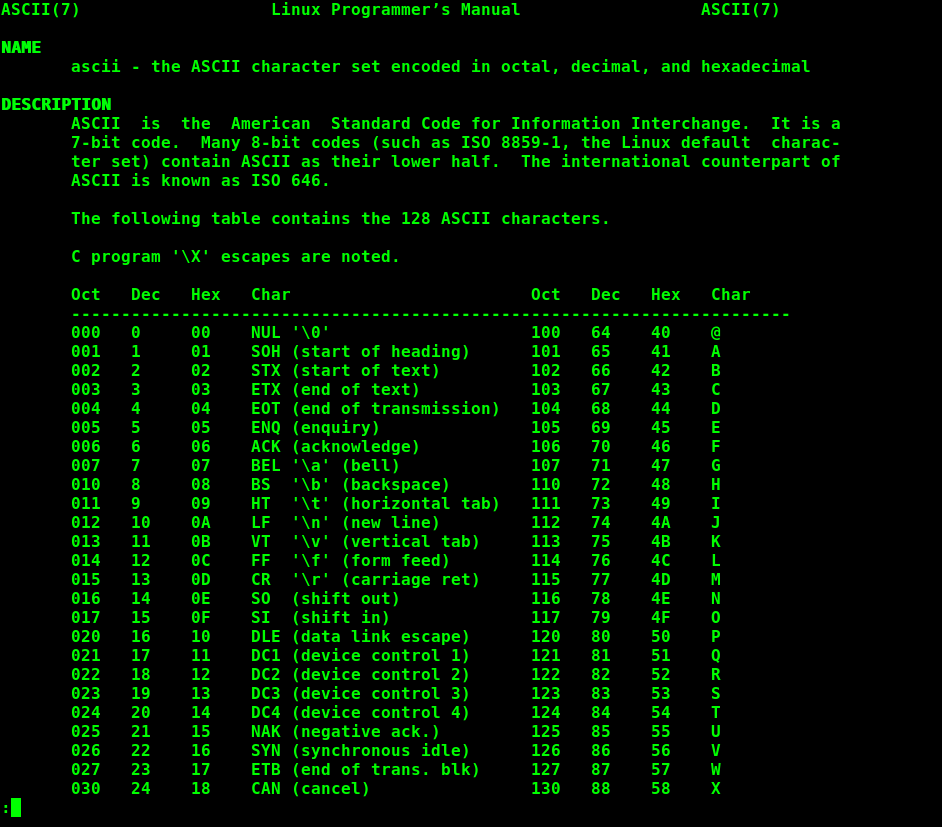 ASCII(7)                   Linux Programmer's Manual                  ASCII(7)

NAME
       ascii - the ASCII character set encoded in octal, decimal, and hexadecimal

DESCRIPTION
       ASCII  is  the  American  Standard Code for Information Interchange.  It is a
       7-bit code.  Many 8-bit codes (such as ISO 8859-1, the Linux default  charac-
       ter set) contain ASCII as their lower half.  The international counterpart of
       ASCII is known as ISO 646.

       The following table contains the 128 ASCII characters.

       C program '\X' escapes are noted.

       Oct   Dec   Hex   Char                        Oct   Dec   Hex   Char
       ------------------------------------------------------------------------
       000   0     00    NUL '\0'                    100   64    40    @
       001   1     01    SOH (start of heading)      101   65    41    A
       002   2     02    STX (start of text)         102   66    42    B
       003   3     03    ETX (end of text)           103   67    43    C
       004   4     04    EOT (end of transmission)   104   68    44    D
       005   5     05    ENQ (enquiry)               105   69    45    E
       006   6     06    ACK (acknowledge)           106   70    46    F
       007   7     07    BEL '\a' (bell)             107   71    47    G
       010   8     08    BS  '\b' (backspace)        110   72    48    H
       011   9     09    HT  '\t' (horizontal tab)   111   73    49    I
       012   10    0A    LF  '\n' (new line)         112   74    4A    J
       013   11    0B    VT  '\v' (vertical tab)     113   75    4B    K
       014   12    0C    FF  '\f' (form feed)        114   76    4C    L
       015   13    0D    CR  '\r' (carriage ret)     115   77    4D    M
       016   14    0E    SO  (shift out)             116   78    4E    N
       017   15    0F    SI  (shift in)              117   79    4F    O
       020   16    10    DLE (data link escape)      120   80    50    P
       021   17    11    DC1 (device control 1)      121   81    51    Q
       022   18    12    DC2 (device control 2)      122   82    52    R
       023   19    13    DC3 (device control 3)      123   83    53    S
       024   20    14    DC4 (device control 4)      124   84    54    T
       025   21    15    NAK (negative ack.)         125   85    55    U
       026   22    16    SYN (synchronous idle)      126   86    56    V
       027   23    17    ETB (end of trans. blk)     127   87    57    W
       030   24    18    CAN (cancel)                130   88    58    X
: